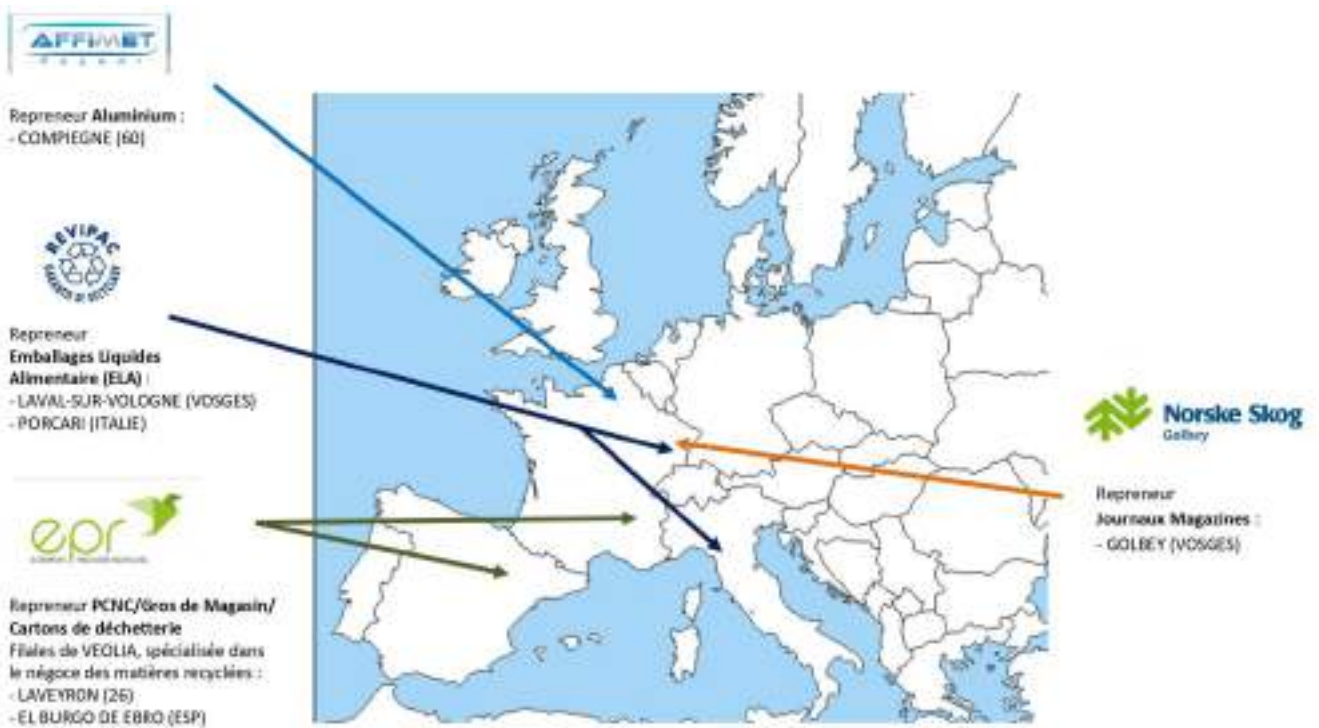 AFFIMET
Repreneur Aluminium :
- COMPIEGNE (60)
REVIPAC
Repreneur
Emballages Liquides
Alimentaire (ELA) :
- LAVAL-SUR-VOLOGNE (VOSGES)
- PORCARI (ITALIE)
epr
Repreneur PCNC/Gros de Magasin/
Cartons de déchetterie
Filales de VEOLIA, spécialisée dans
le négoce des matières recyclées :
- LAVEYRON (26)
- EL BURGO DE EBRO (ESP)
Norske Skog
Golbey
Repreneur
Journaux Magazines :
- GOLBEY (VOSGES)